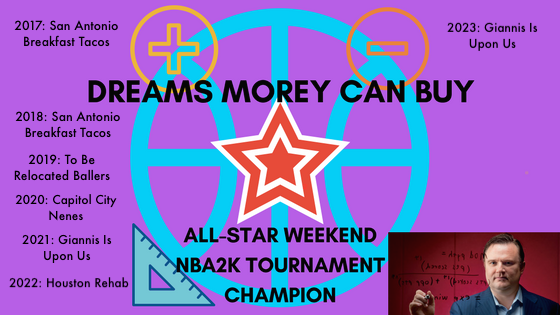 2017: San Antonio
Breakfast Tacos
2023: Giannis Is
Upon Us
DREAMS MOREY CAN BUY
2018: San Antonio
Breakfast Tacos
2019: To Be
Relocated Ballers
2020: Capitol City
Nenes
2021: Giannis Is
Upon Us
2022: Houston Rehab
ALL-STAR WEEKEND
NBA2K TOURNAMENT
CHAMPION